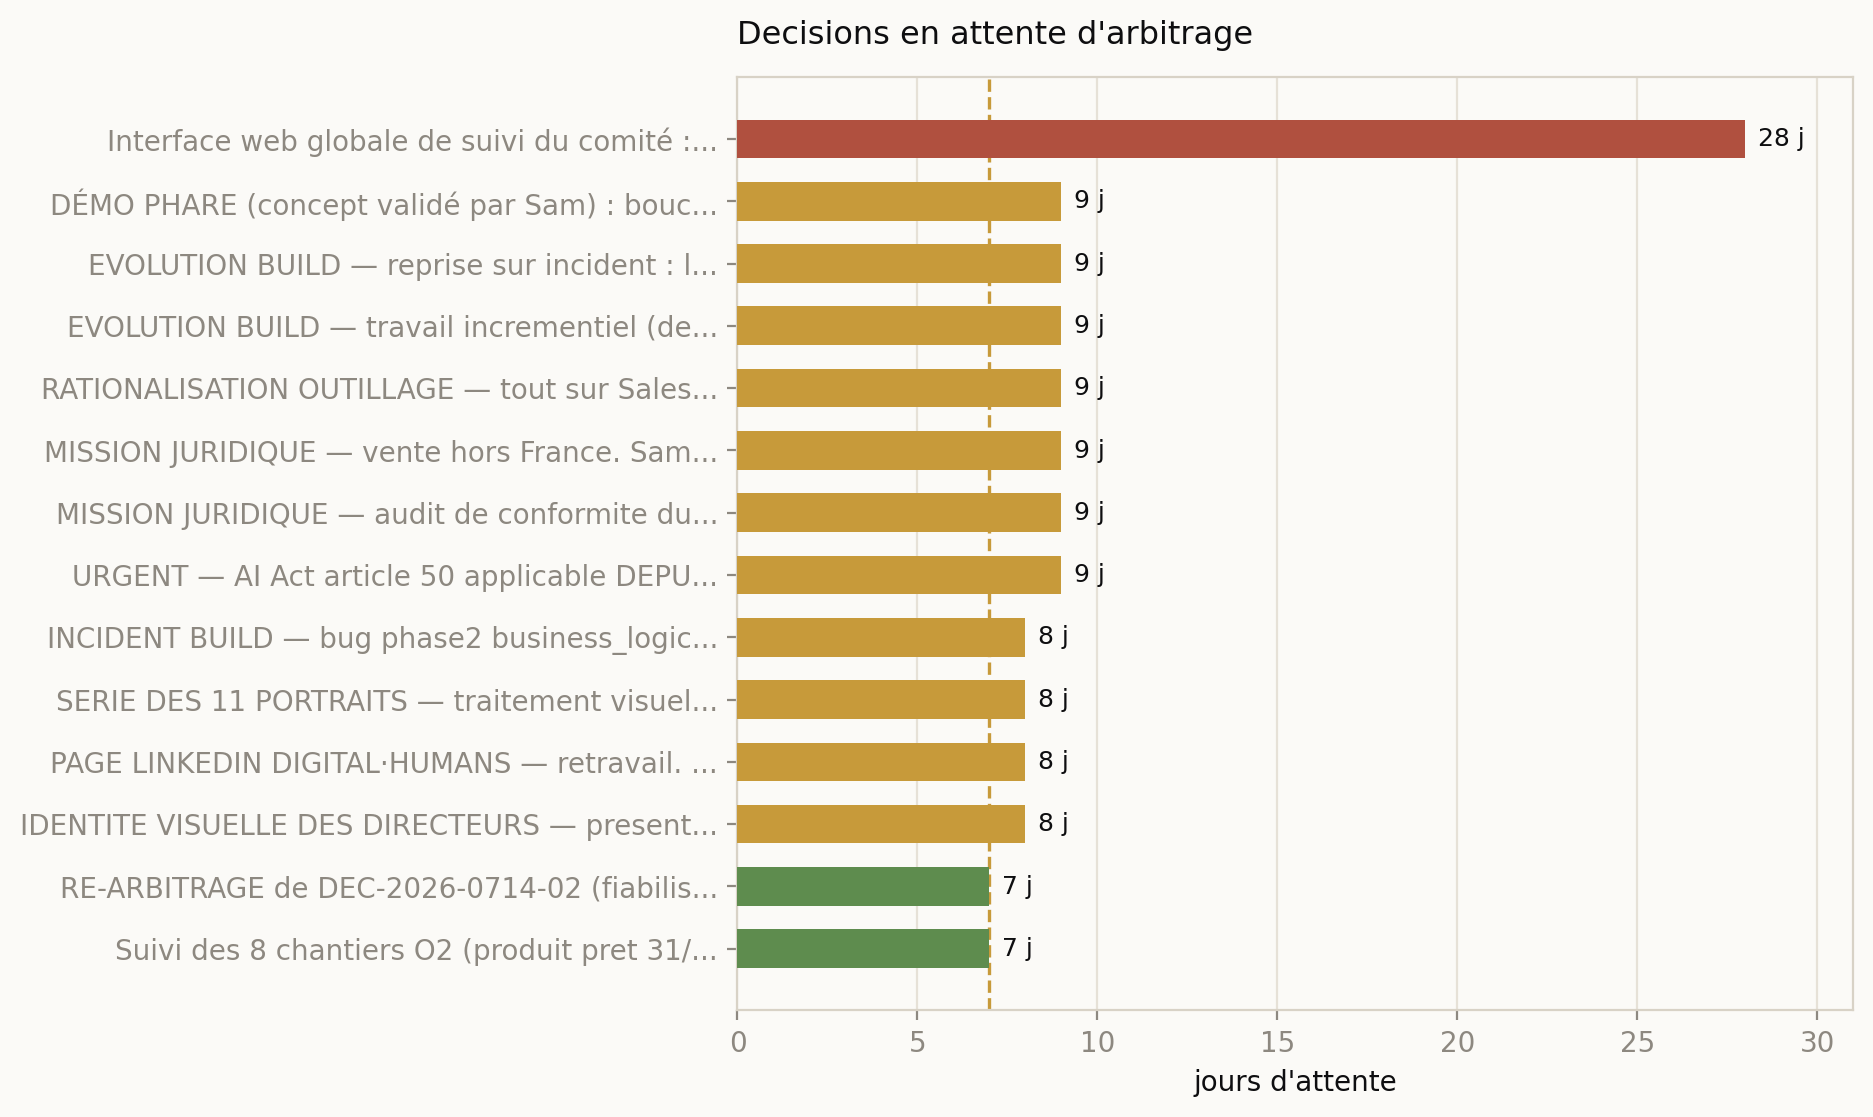 Decisions en attente d'arbitrage
Interface web globale de suivi du comité :... 28 j
DÉMO PHARE (concept validé par Sam) : bouc... 9 j
EVOLUTION BUILD — reprise sur incident : l... 9 j
EVOLUTION BUILD — travail incrementiel (de... 9 j
RATIONALISATION OUTILLAGE — tout sur Sales... 9 j
MISSION JURIDIQUE — vente hors France. Sam... 9 j
MISSION JURIDIQUE — audit de conformite du... 9 j
URGENT — AI Act article 50 applicable DEPU... 9 j
INCIDENT BUILD — bug phase2 business_logic... 8 j
SERIE DES 11 PORTRAITS — traitement visuel... 8 j
PAGE LINKEDIN DIGITAL·HUMANS — retravail. ... 8 j
IDENTITE VISUELLE DES DIRECTEURS — present... 8 j
RE-ARBITRAGE de DEC-2026-0714-02 (fiabilis... 7 j
Suivi des 8 chantiers O2 (produit pret 31/... 7 j
0 5 10 15 20 25 30
jours d'attente